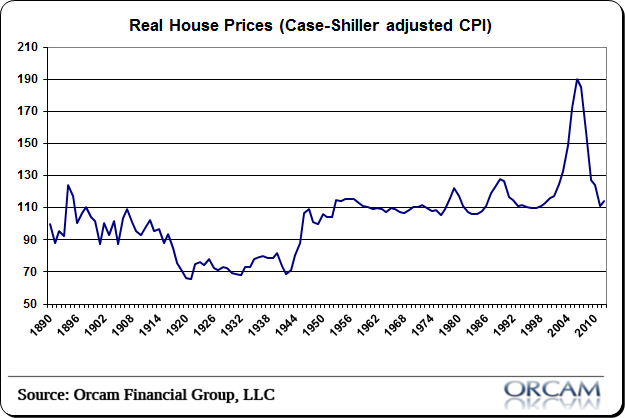 Real House Prices (Case-Shiller adjusted CPI)
210
190
170
150
130
110
90
70
50
1890 1896 1902 1908 1914 1920 1926 1932 1938 1944 1950 1956 1962 1968 1974 1980 1986 1992 1998 2004 2010
Source: Orcam Financial Group, LLC
ORCAM